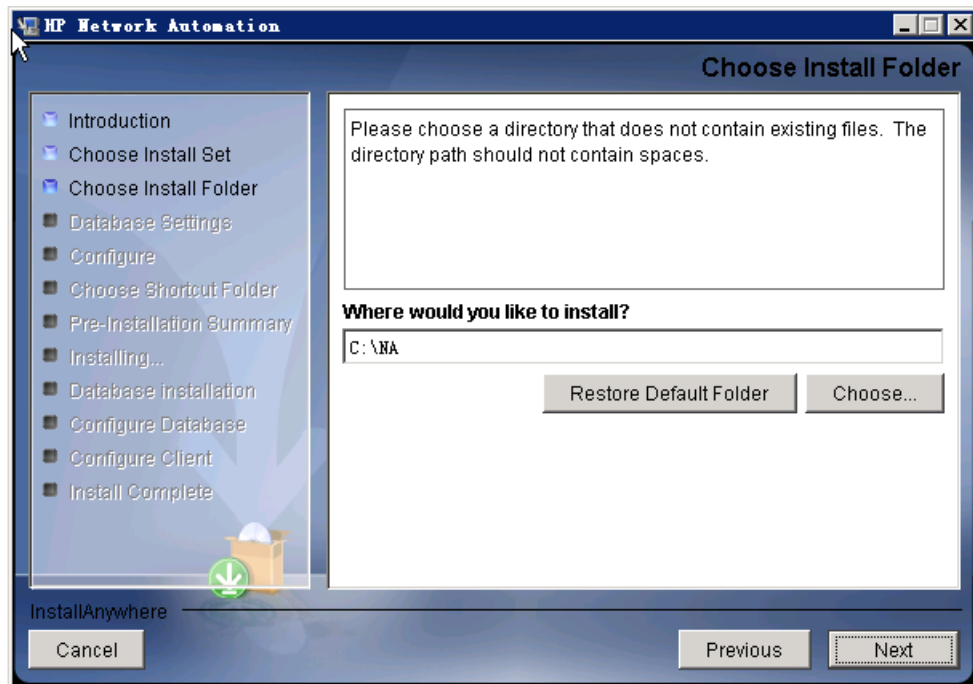 HP Network Automation
Choose Install Folder
Introduction
Choose Install Set
Choose Install Folder
Database Settings
Configure
Choose Shortcut Folder
Pre-Installation Summary
Installing...
Database installation
Configure Database
Configure Client
Install Complete
Please choose a directory that does not contain existing files. The
directory path should not contain spaces.
Where would you like to install?
C:\NA
Restore Default Folder
Choose...
InstallAnywhere
Cancel
Previous
Next